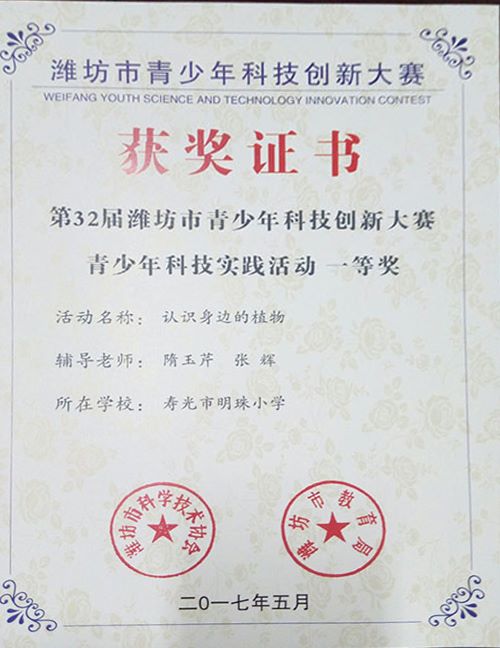 潍坊市青少年科技创新大赛
WEIFANG YOUTH SCIENCE AND TECHNOLOGY INNOVATION CONTEST
获奖证书
第32届潍坊市青少年科技创新大赛
青少年科技实践活动 一等奖
活动名称： 认识身边的植物
辅导老师： 隋玉芹 张 辉
所在学校： 寿光市明珠小学
潍坊市科学技术协会
潍坊市教育局
二〇一七年五月